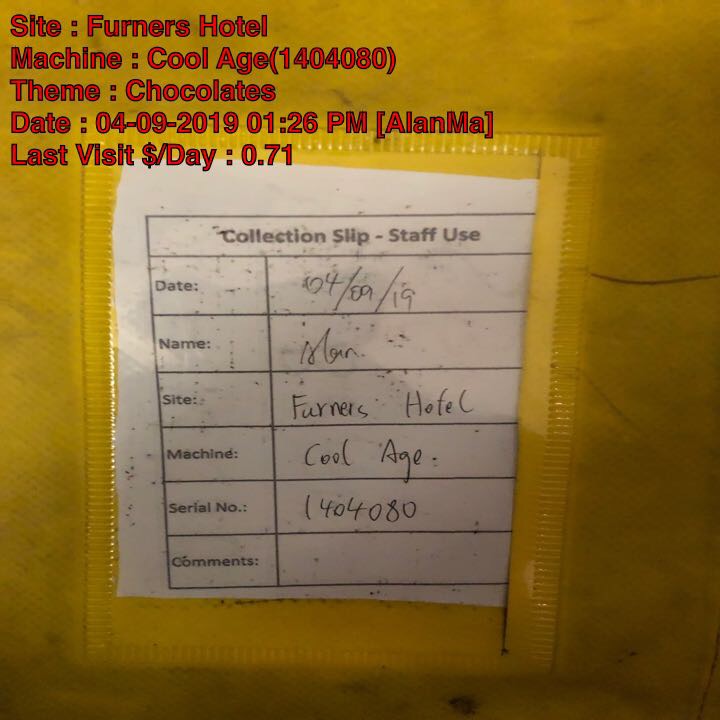 Site : Furners Hotel
Machine : Cool Age(1404080)
Theme : Chocolates
Date : 04-09-2019 01:26 PM [AlanMa]
Last Visit $/Day : 0.71
Collection Slip - Staff Use
Date: 04/09/19
Name: Alan.
Site: Furners Hotel
Machine: Cool Age.
Serial No.: 1404080
Comments: